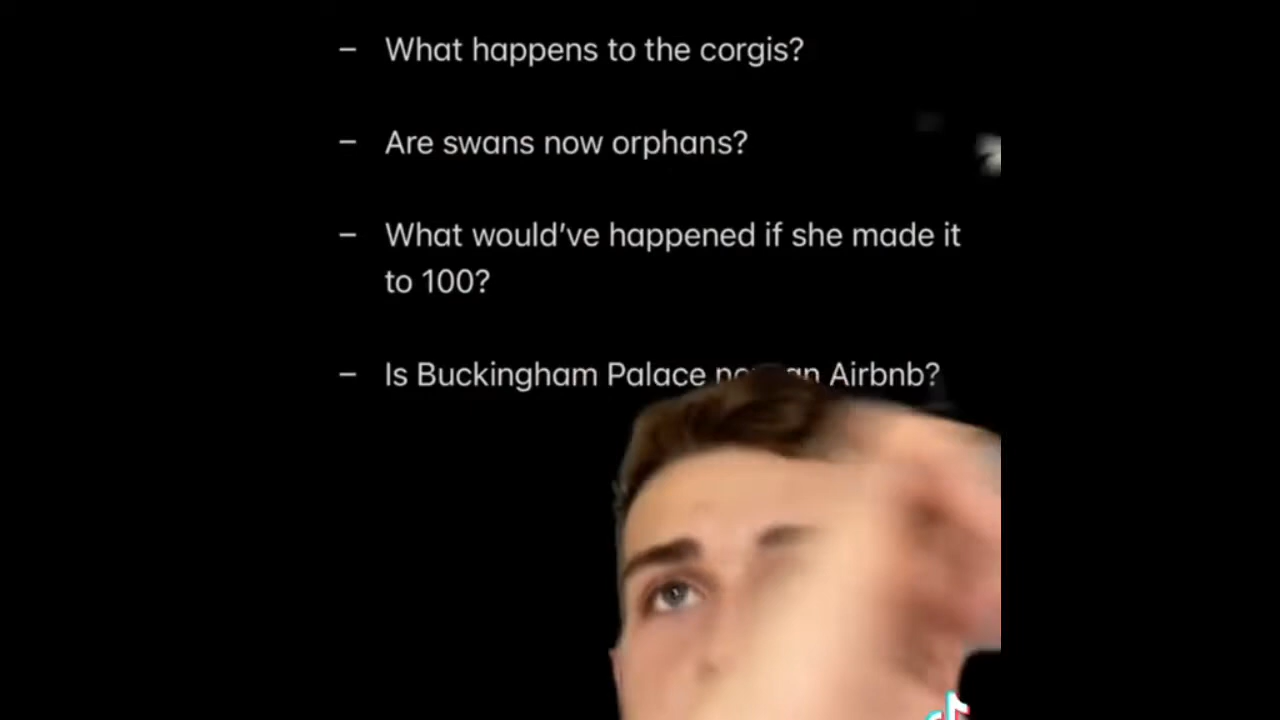 – What happens to the corgis?
– Are swans now orphans?
– What would've happened if she made it
to 100?
– Is Buckingham Palace an Airbnb?